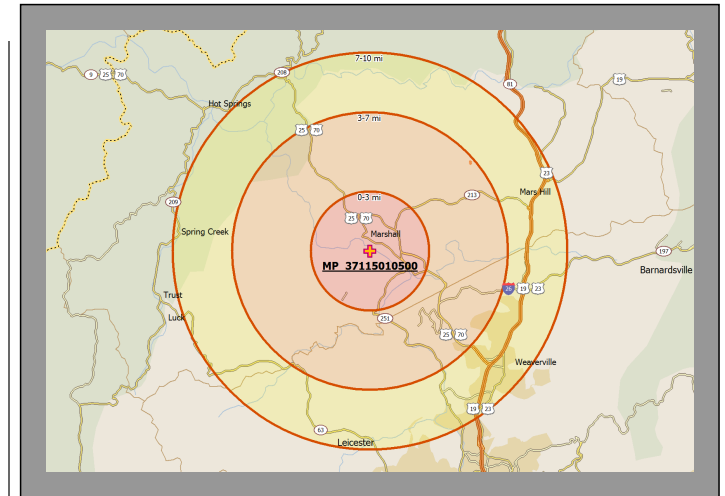 7-10 mi
208
9 25 70
19
81
Hot Springs
3-7 mi
25 70
23
Mars Hill
0-3 mi
213
209
25 70
Spring Creek
Marshall
197
MP_37115010500
Barnardsville
26 19 23
Trust
Luck
251
25 70
Weaverville
19 23
63
Leicester